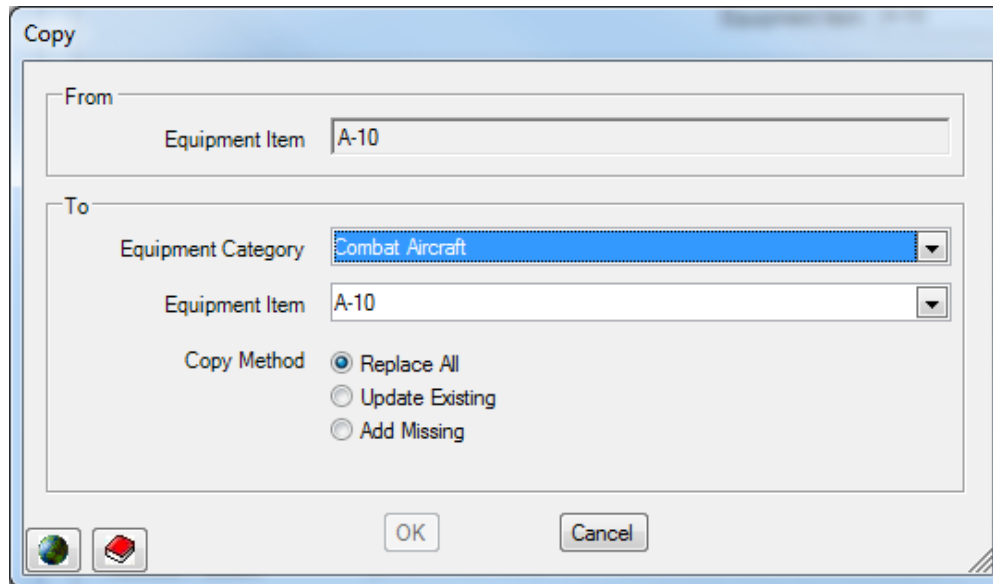 Copy
From
Equipment Item A-10
To
Equipment Category Combat Aircraft
Equipment Item A-10
Copy Method Replace All
Update Existing
Add Missing
OK Cancel